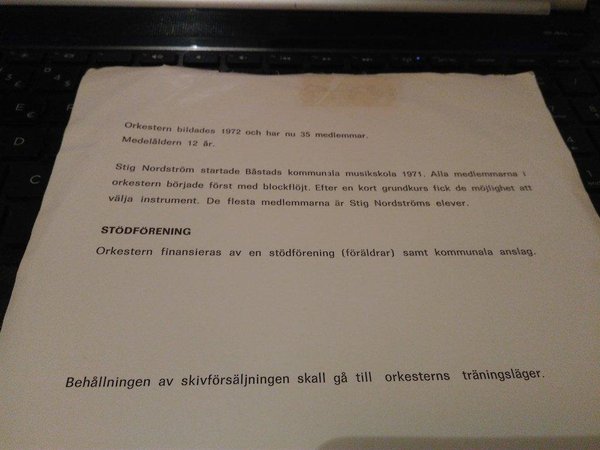 Orkestern bildades 1972 och har nu 35 medlemmar.
Medelåldern 12 år.
Stig Nordström startade Båstads kommunala musikskola 1971. Alla medlemmarna i
orkestern började först med blockflöjt. Efter en kort grundkurs fick de möjlighet att
välja instrument. De flesta medlemmarna är Stig Nordströms elever.
STÖDFÖRENING
Orkestern finansieras av en stödförening (föräldrar) samt kommunala anslag.
Behållningen av skivförsäljningen skall gå till orkesterns träningsläger.